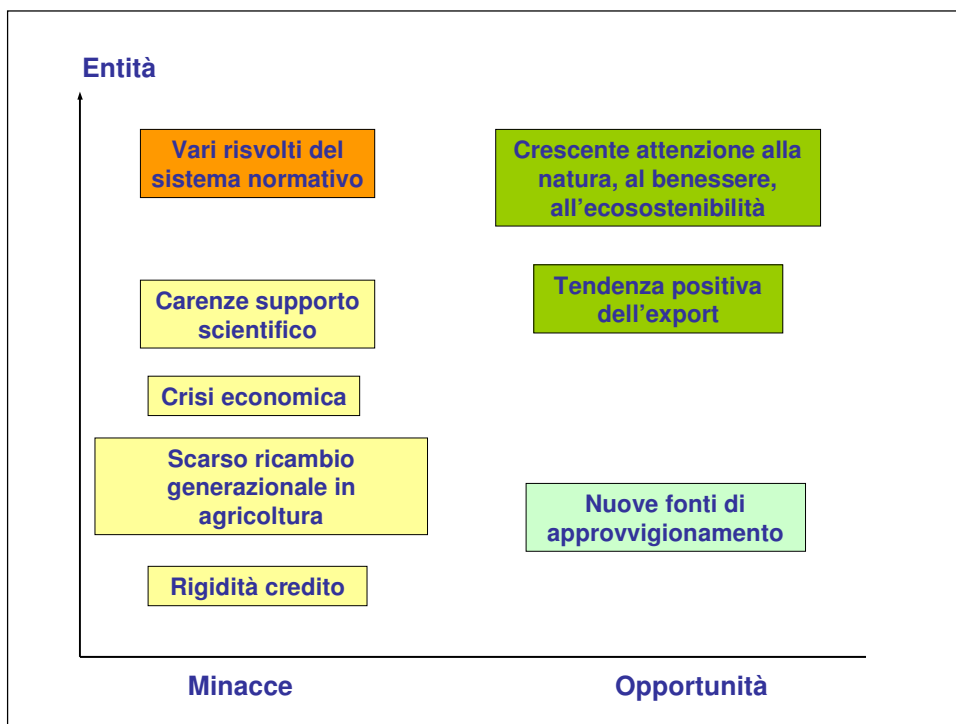 Entità
Vari risvolti del
sistema normativo
Crescente attenzione alla
natura, al benessere,
all'ecosostenibilità
Carenze supporto
scientifico
Tendenza positiva
dell'export
Crisi economica
Scarso ricambio
generazionale in
agricoltura
Nuove fonti di
approvvigionamento
Rigidità credito
Minacce
Opportunità